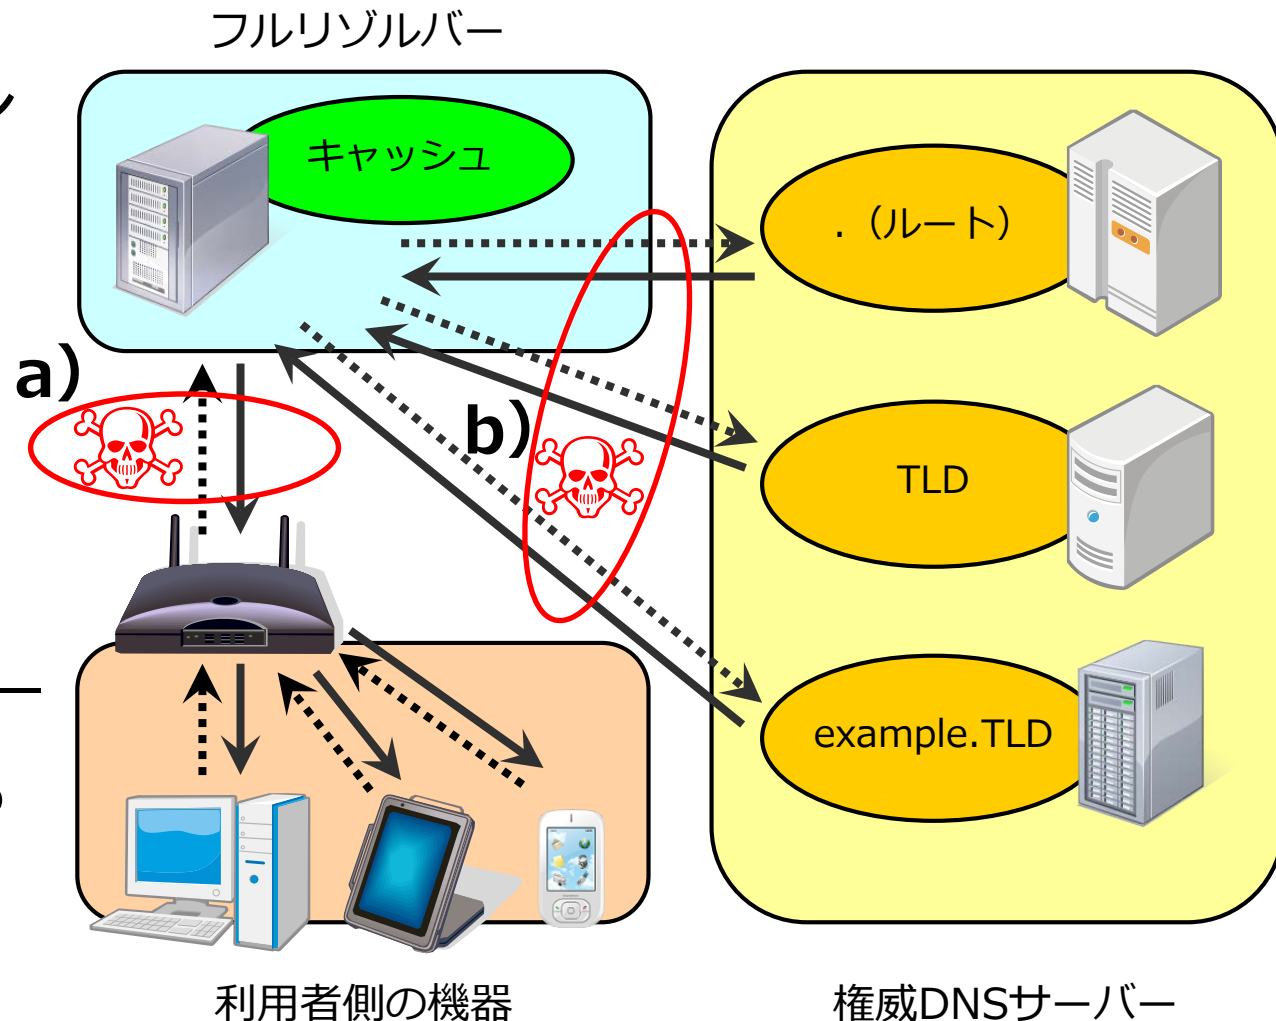 フルリゾルバー
キャッシュ
.（ルート）
a)
b)
TLD
example.TLD
利用者側の機器
権威DNSサーバー